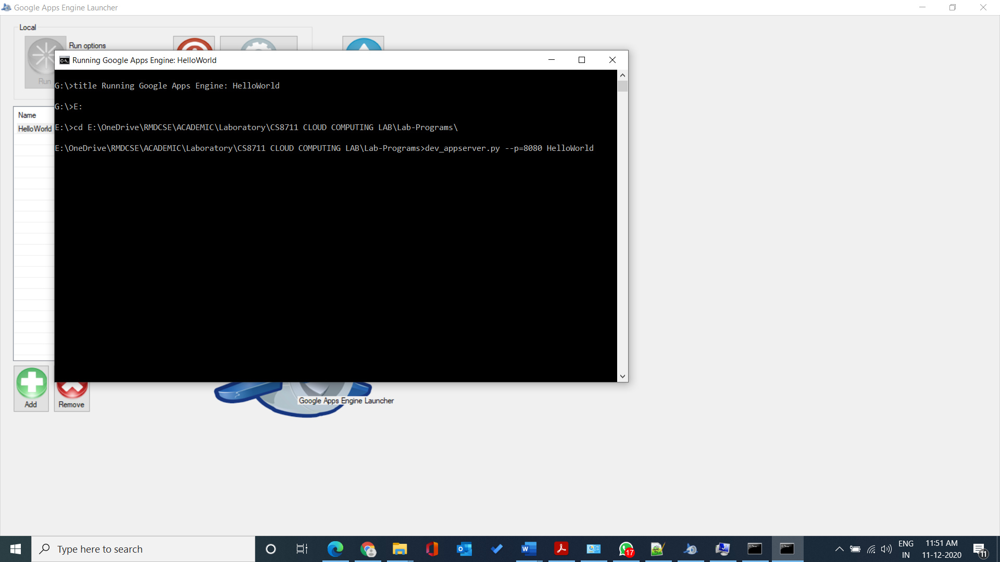 Google Apps Engine Launcher
Local
Run options
Run
Running Google Apps Engine: HelloWorld
G:\>title Running Google Apps Engine: HelloWorld
G:\>E:
E:\>cd E:\OneDrive\RMDCSE\ACADEMIC\Laboratory\CS8711 CLOUD COMPUTING LAB\Lab-Programs\
E:\OneDrive\RMDCSE\ACADEMIC\Laboratory\CS8711 CLOUD COMPUTING LAB\Lab-Programs>dev_appserver.py --p=8080 HelloWorld
Name
HelloWorld
Add
Remove
Google Apps Engine Launcher
Type here to search
17
ENG
IN
11:51 AM
11-12-2020
11